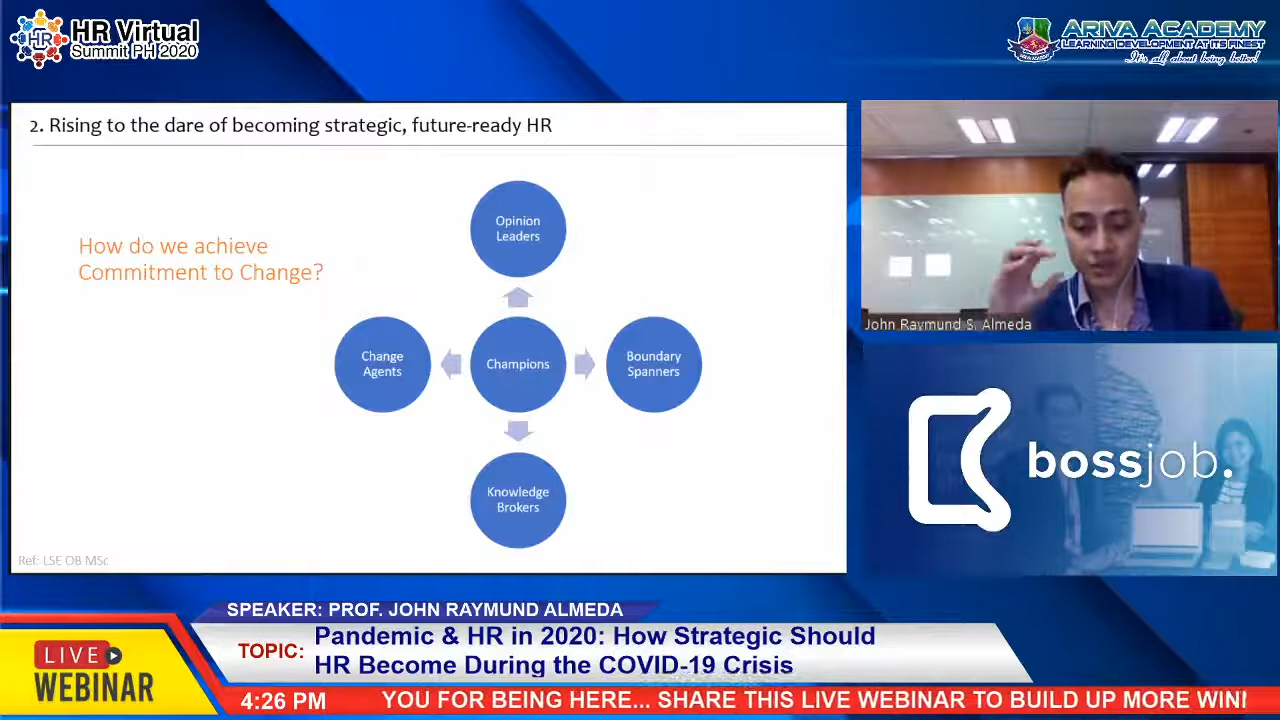 HR
HR Virtual
Summit PH 2020
ARIVA ACADEMY
LEARNING DEVELOPMENT AT ITS FINEST
It's all about being better!
2. Rising to the dare of becoming strategic, future-ready HR
How do we achieve
Commitment to Change?
Opinion
Leaders
Change
Agents
Champions
Boundary
Spanners
Knowledge
Brokers
Ref: LSE OB MSc
John Raymund S. Almeda
bossjob.
SPEAKER: PROF. JOHN RAYMUND ALMEDA
TOPIC:
Pandemic & HR in 2020: How Strategic Should
HR Become During the COVID-19 Crisis
LIVE
WEBINAR
4:26 PM
YOU FOR BEING HERE... SHARE THIS LIVE WEBINAR TO BUILD UP MORE WINI